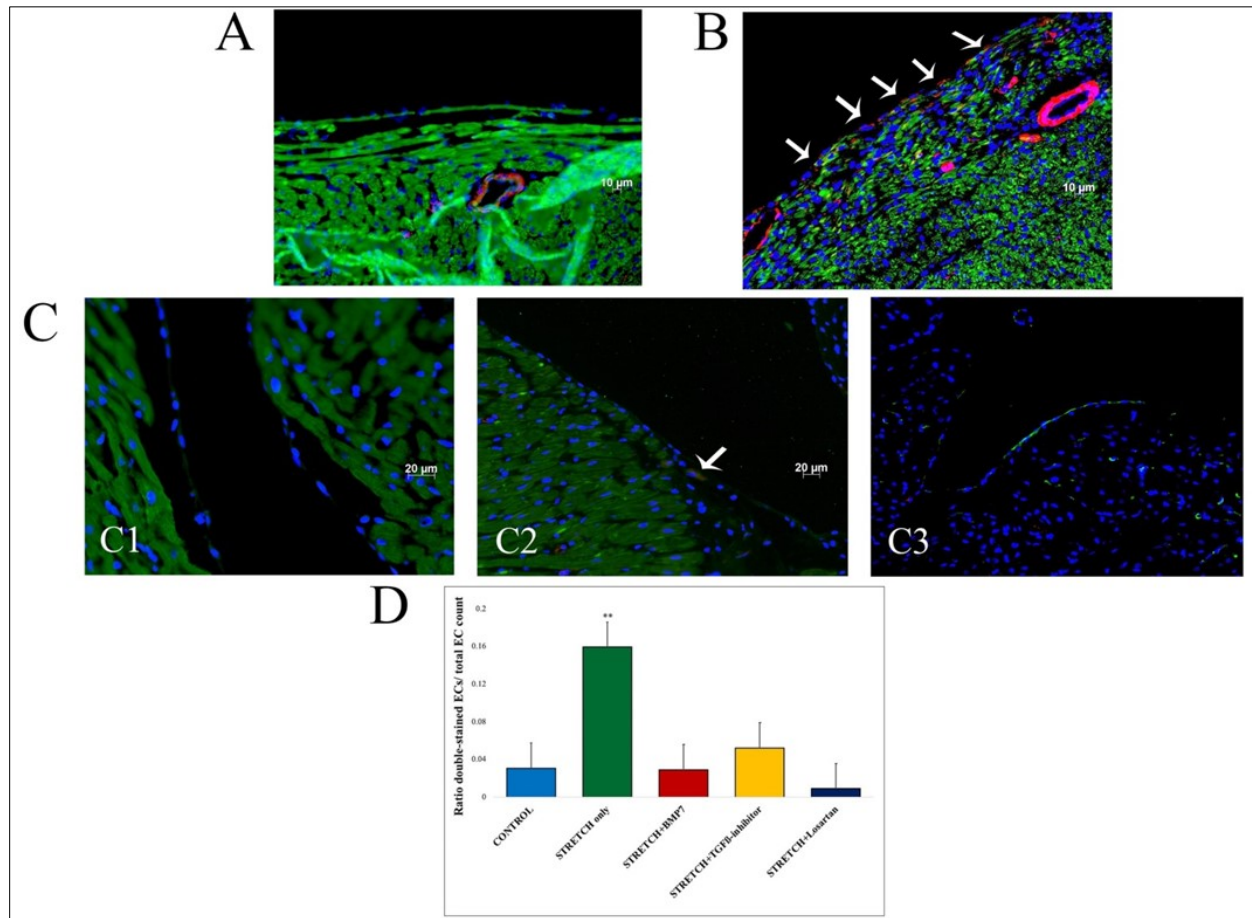 A
B
10 µm
10 µm
C
20 µm
20 µm
C1
C2
C3
D
Ratio double-stained ECs/ total EC count
0.2
0.16
0.12
0.08
0.04
0
**
CONTROL
STRETCH only
STRETCH+BMP7
STRETCH+TGFß-inhibitor
STRETCH+Losartan